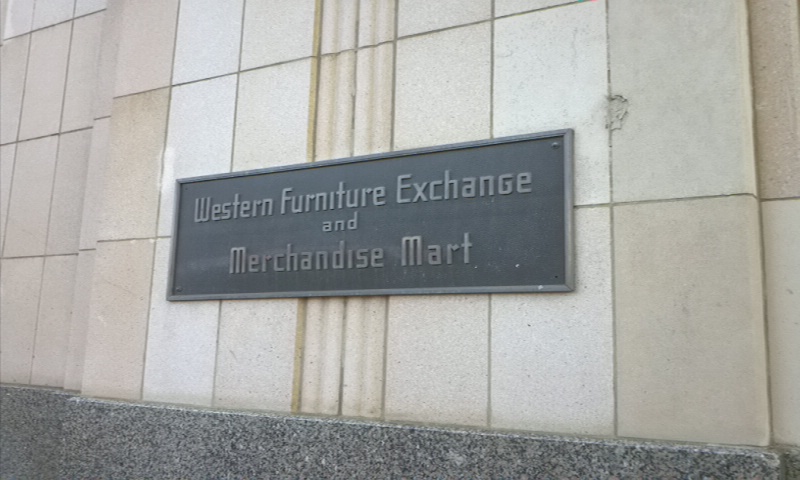 Western Furniture Exchange
and
Merchandise Mart